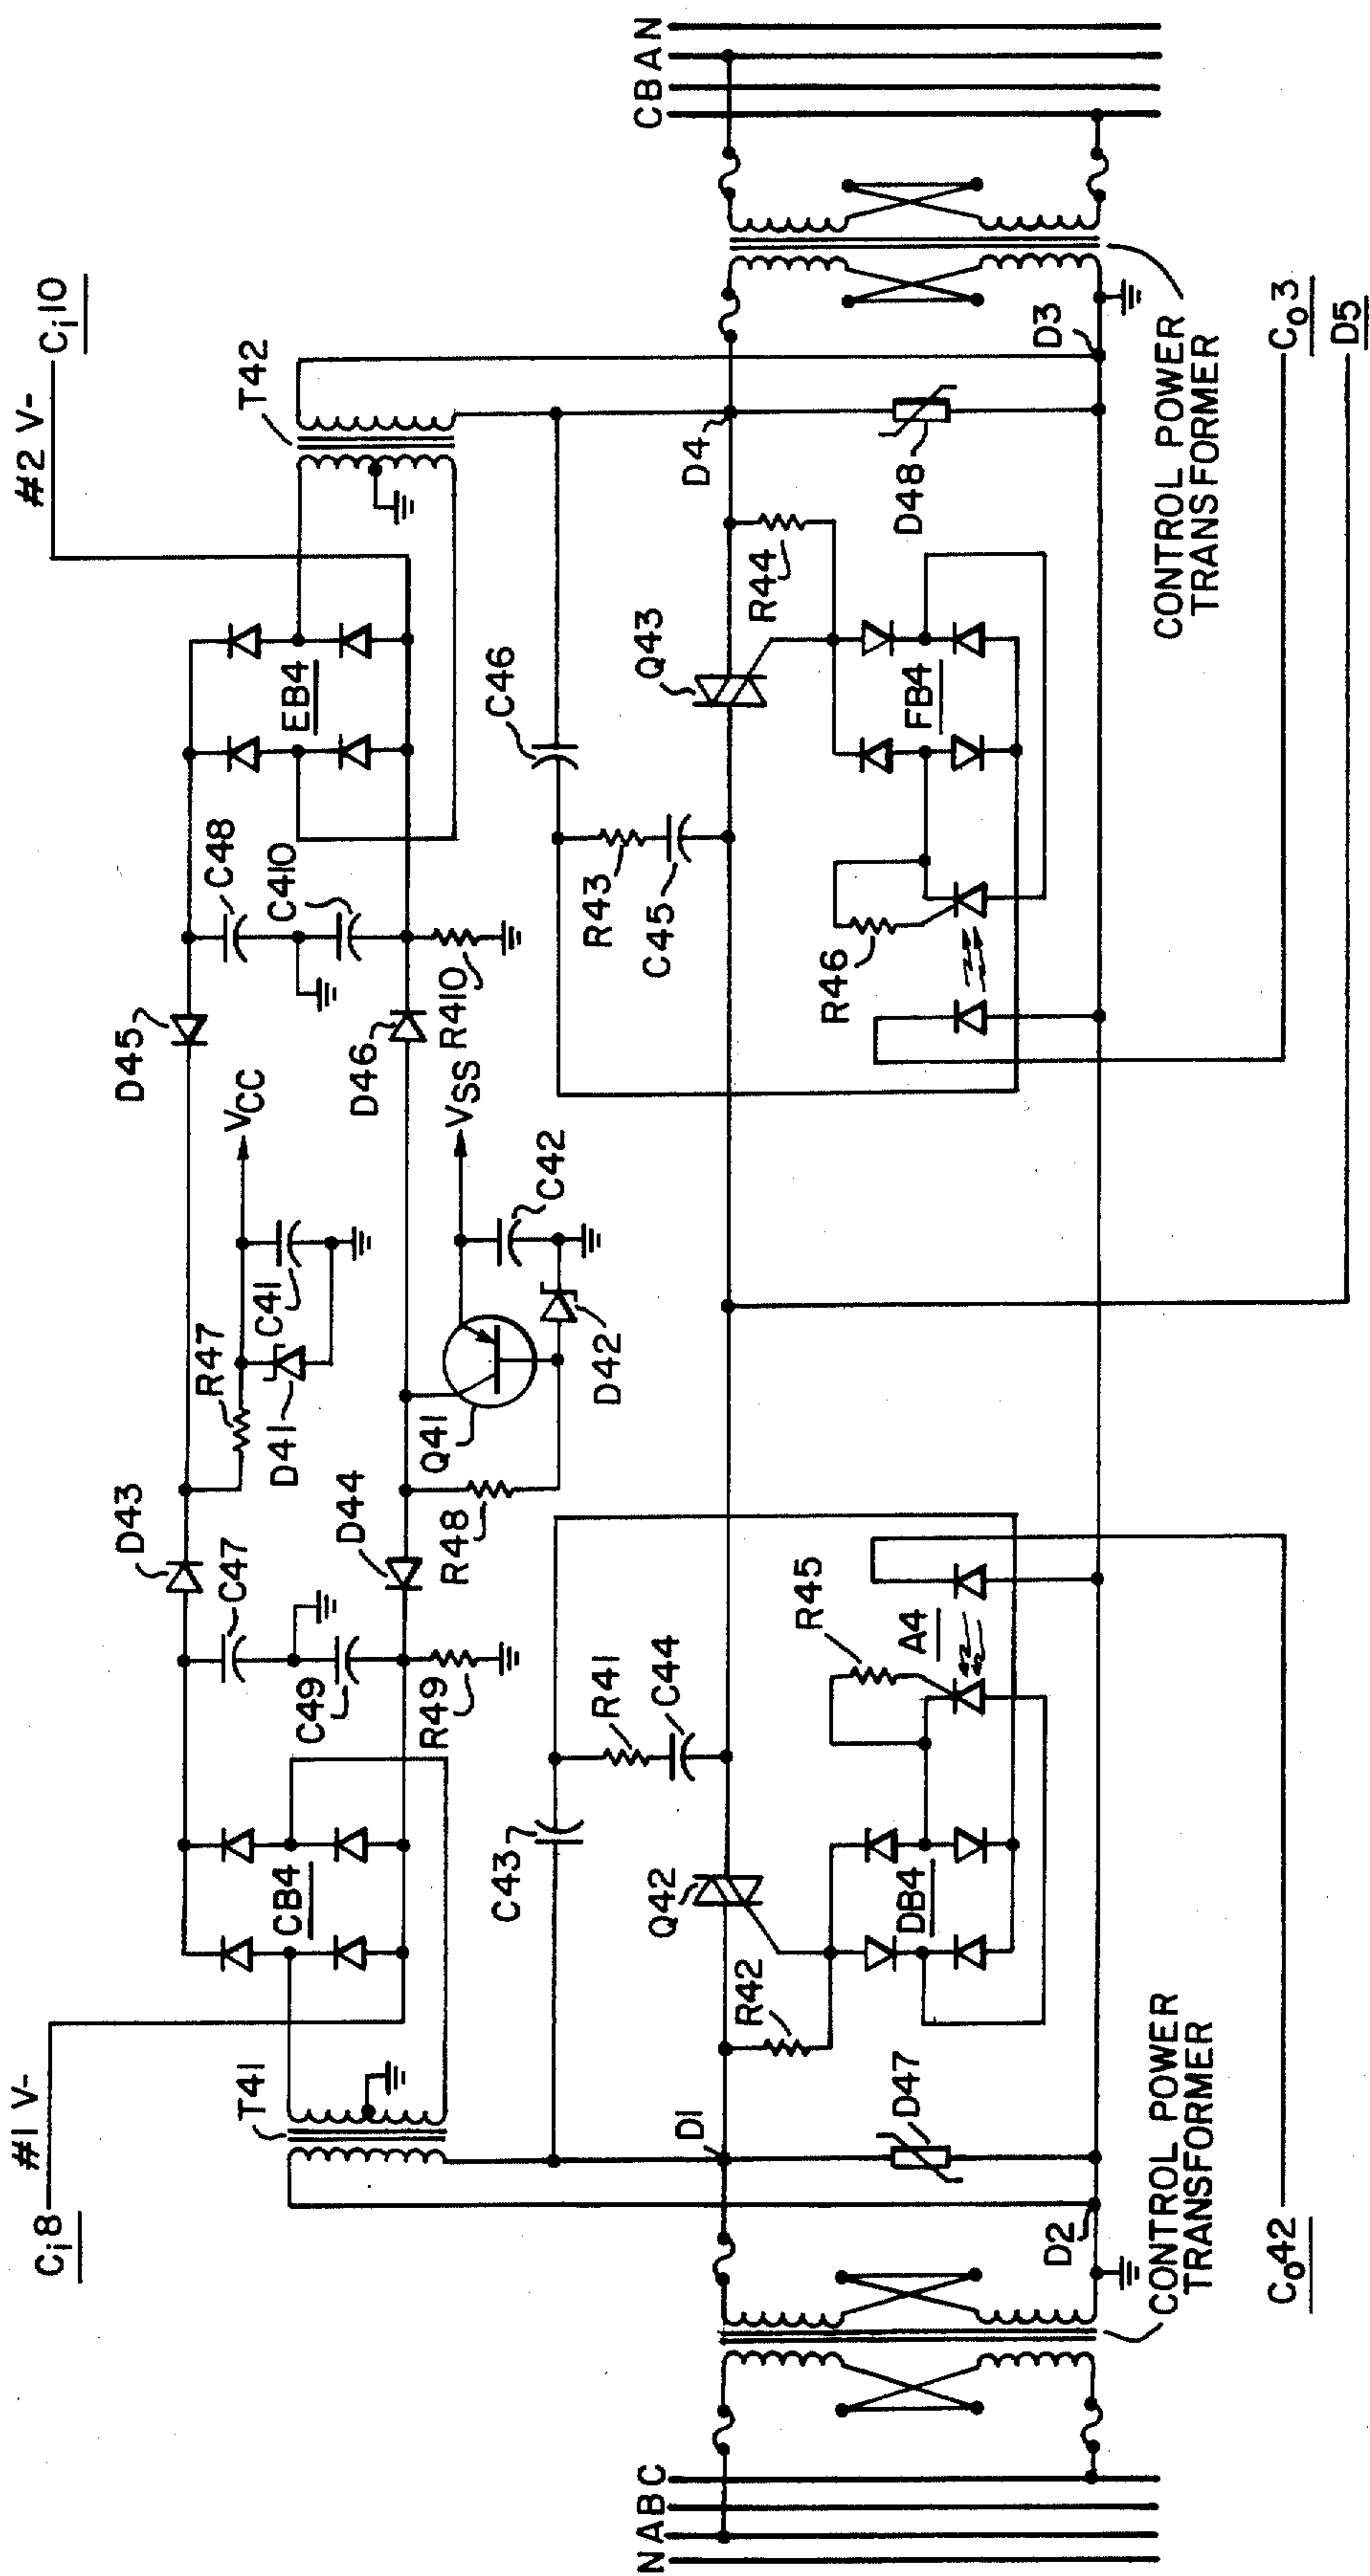 #1 V-
Ci8
#2 V-
Ci10
T41
T42
CB4
EB4
C47
C49
R49
D43
D44
R47
D41
C41
VCC
R48
Q41
D42
C42
VSS
D45
D46
R410
C48
C410
C43
R41
C44
Q42
R42
D1
D47
D2
DB4
R45
A4
C46
R43
C45
Q43
R44
D4
D48
D3
FB4
R46
NABC
CBAN
CONTROL POWER
TRANSFORMER
CONTROL POWER
TRANSFORMER
Co42
Co3
D5